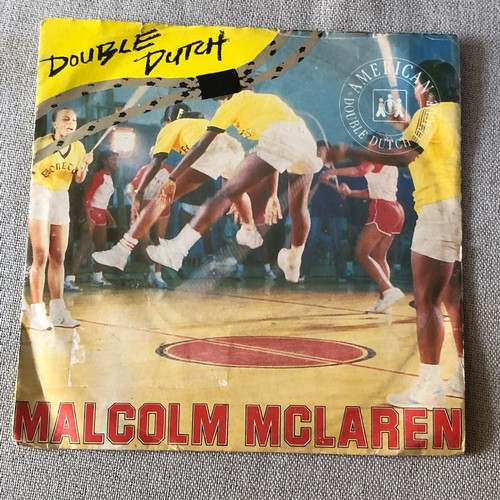 DOUBLE
DUTCH
AMERICAN
DOUBLE DUTCH
MALCOLM MCLAREN